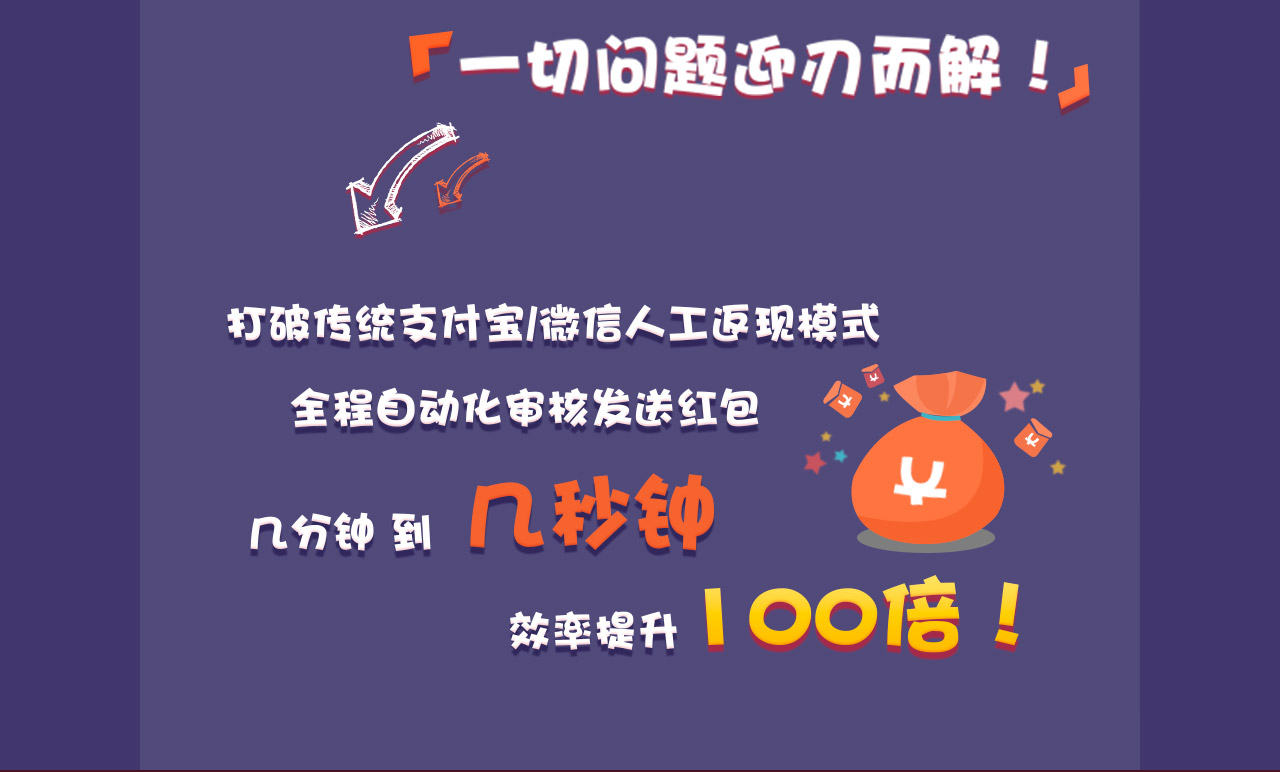 「一切问题迎刃而解！」
打破传统支付宝/微信人工返现模式
全程自动化审核发送红包
几分钟 到 几秒钟
效率提升100倍！